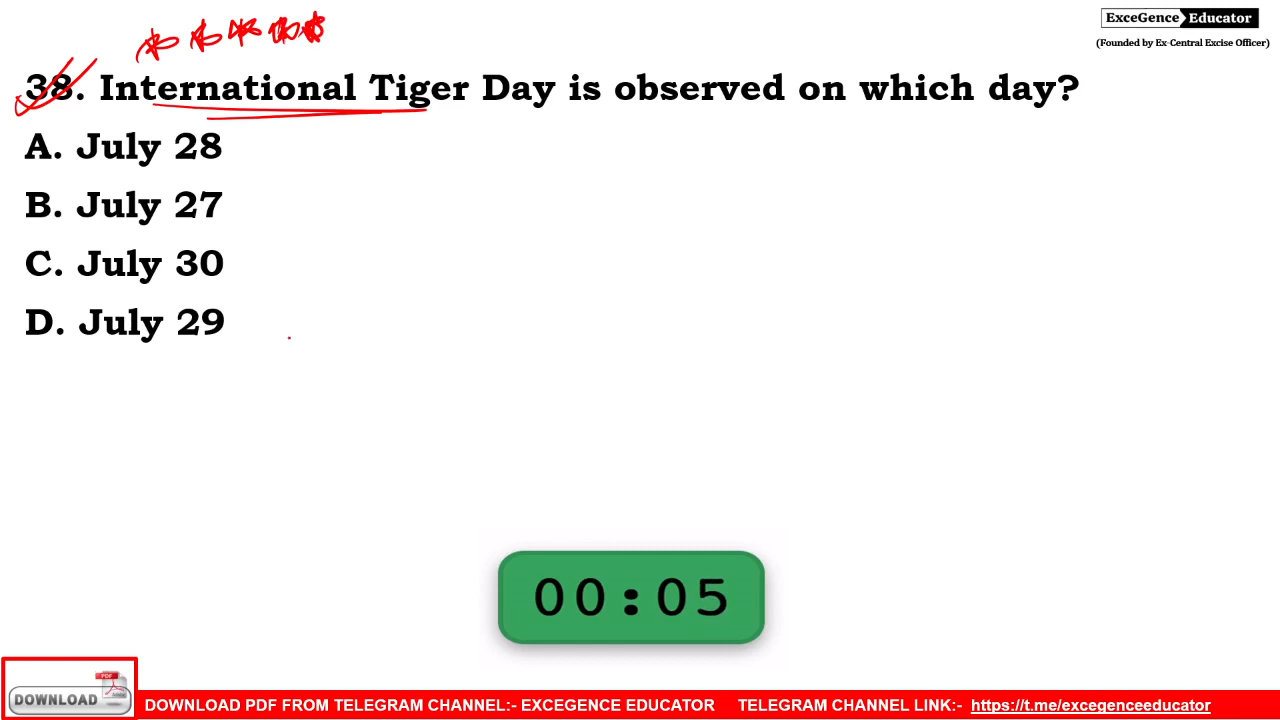 ExceGence Educator
(Founded by Ex-Central Excise Officer)
38. International Tiger Day is observed on which day?
A. July 28
B. July 27
C. July 30
D. July 29
00:05
PDF
DOWNLOAD
DOWNLOAD PDF FROM TELEGRAM CHANNEL:- EXCEGENCE EDUCATOR TELEGRAM CHANNEL LINK:- https://t.me/excegenceeducator